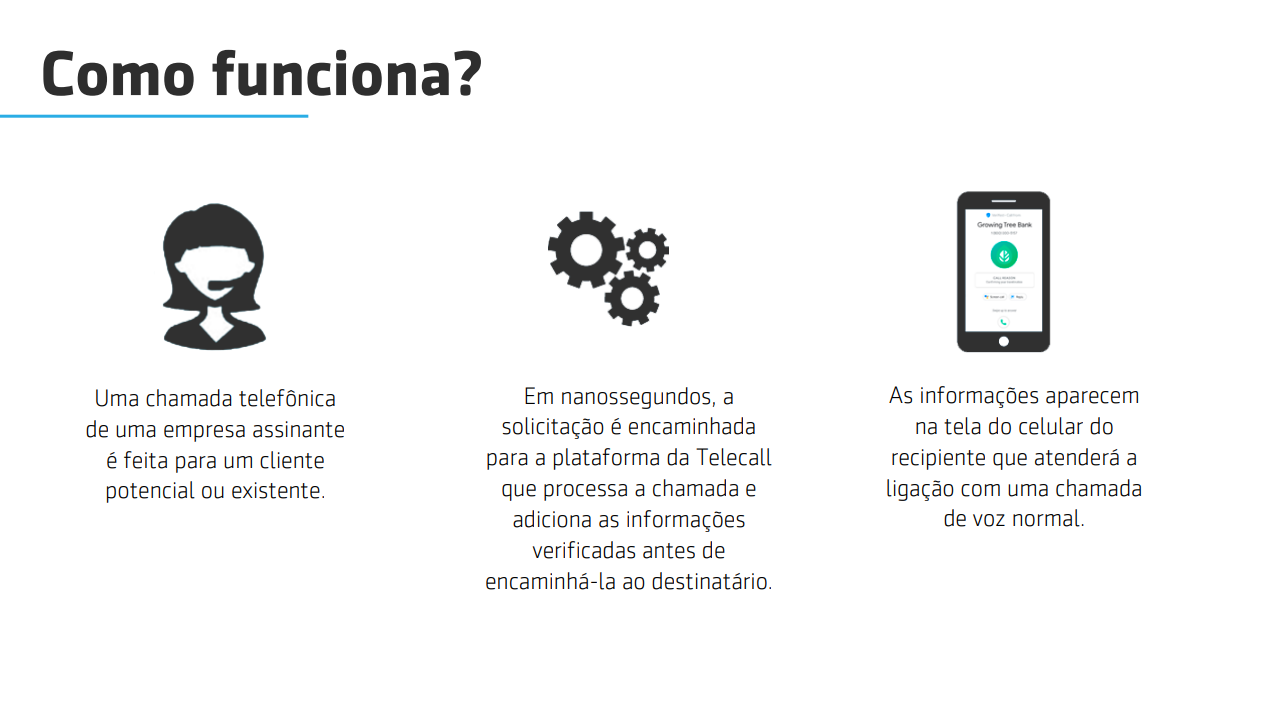 Como funciona?
Uma chamada telefônica
de uma empresa assinante
é feita para um cliente
potencial ou existente.
Em nanossegundos, a
solicitação é encaminhada
para a plataforma da Telecall
que processa a chamada e
adiciona as informações
verificadas antes de
encaminhá-la ao destinatário.
Growing Tree Bank
CALL REASON
As informações aparecem
na tela do celular do
recipiente que atenderá a
ligação com uma chamada
de voz normal.